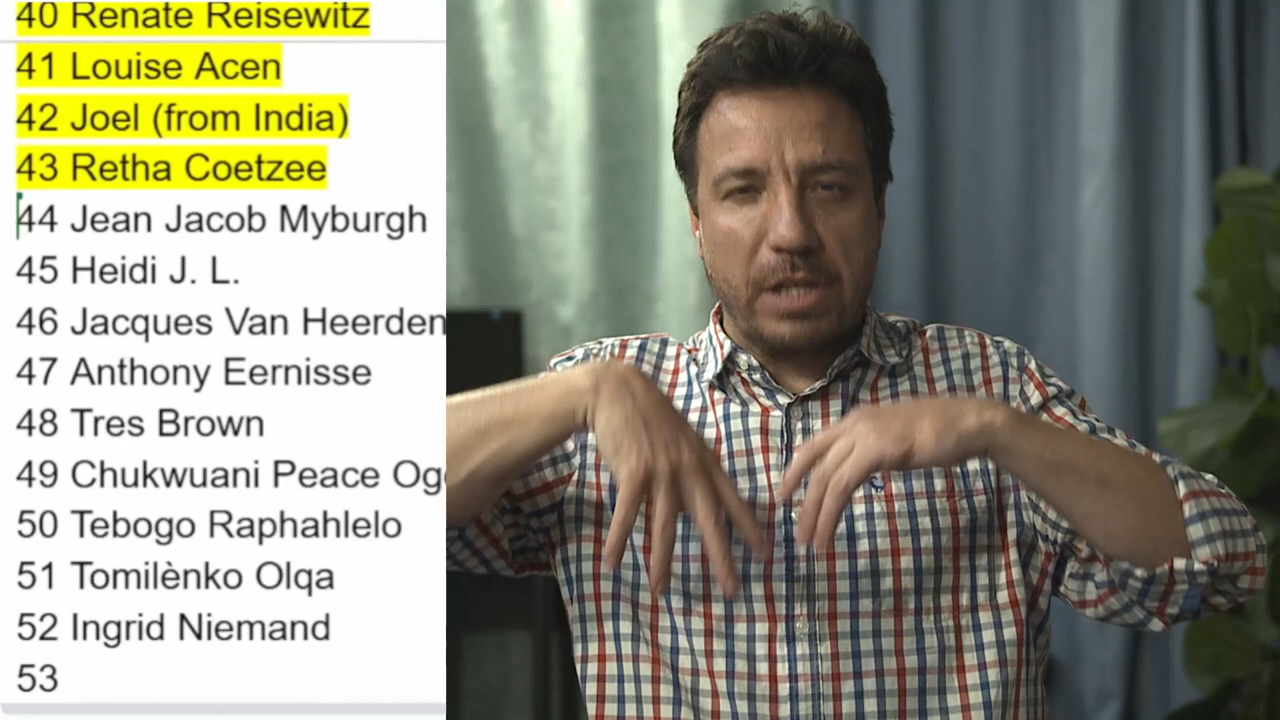 40 Renate Reisewitz
41 Louise Acen
42 Joel (from India)
43 Retha Coetzee
44 Jean Jacob Myburgh
45 Heidi J. L.
46 Jacques Van Heerden
47 Anthony Eernisse
48 Tres Brown
49 Chukwuani Peace
50 Tebogo Raphahlelo
51 Tomilènko Olqa
52 Ingrid Niemand
53